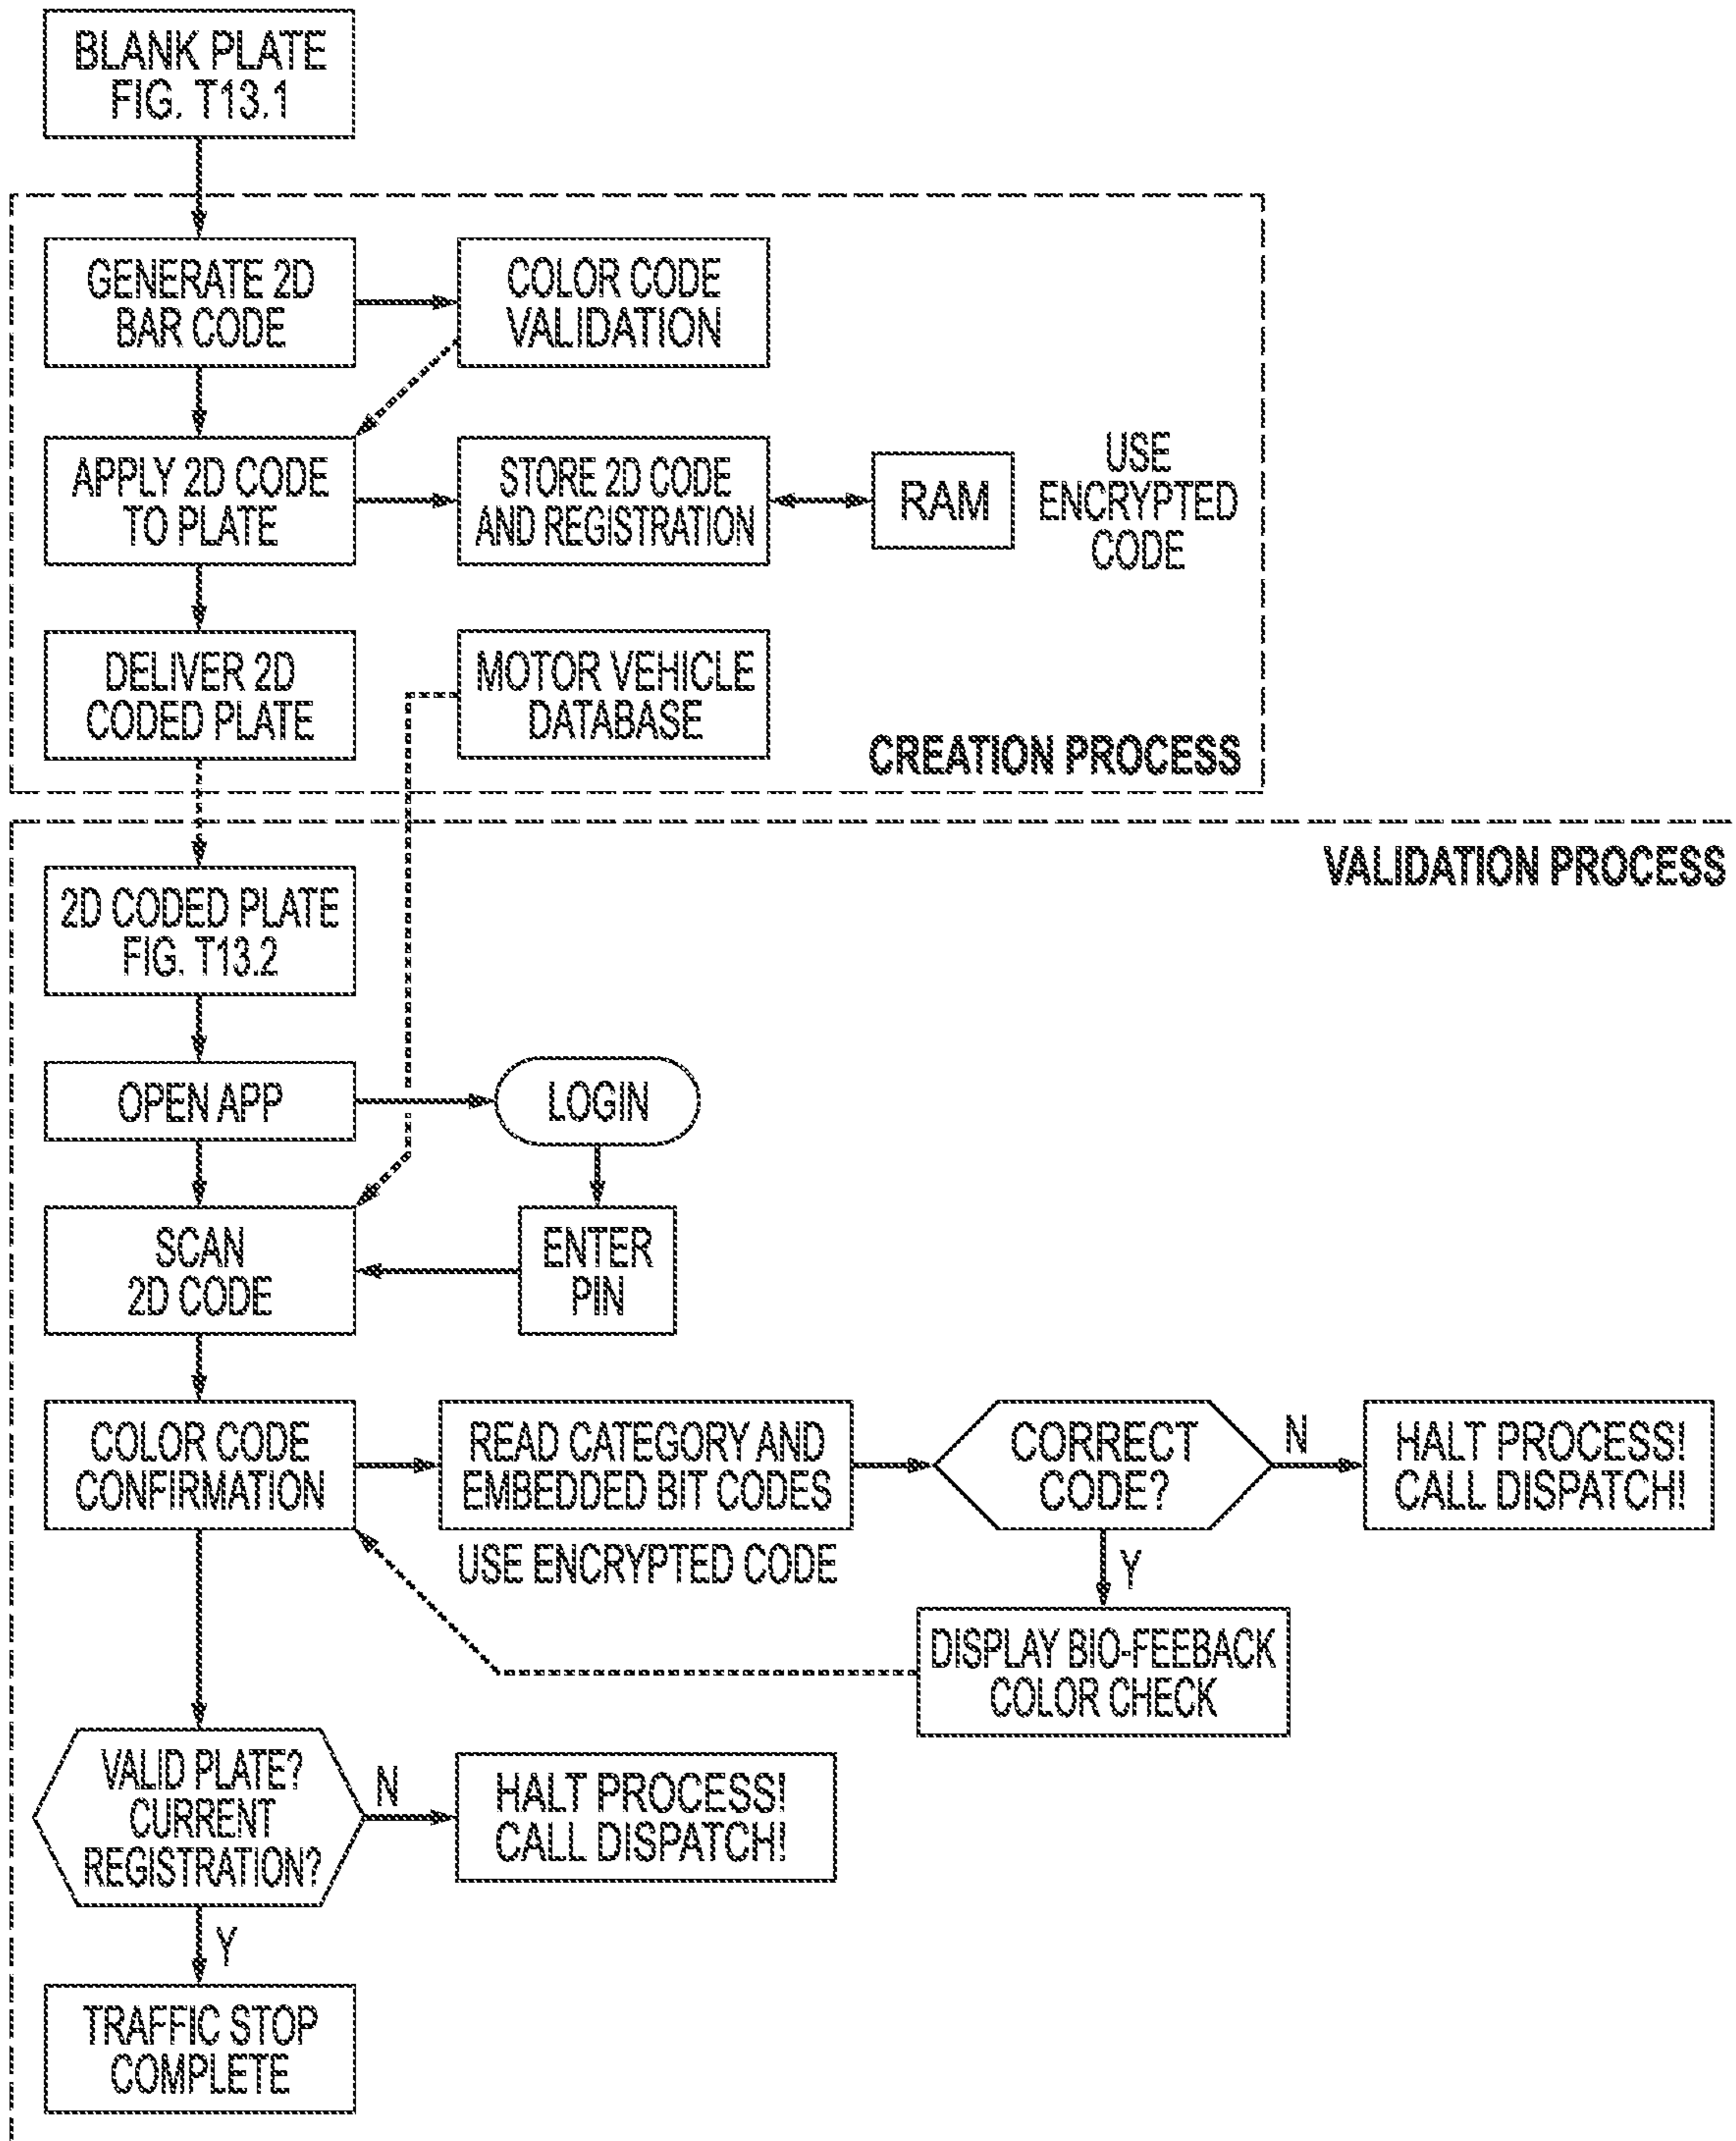 BLANK PLATE
FIG. T13.1
GENERATE 2D
BAR CODE
COLOR CODE
VALIDATION
APPLY 2D CODE
TO PLATE
STORE 2D CODE
AND REGISTRATION
RAM
USE
ENCRYPTED
CODE
DELIVER 2D
CODED PLATE
MOTOR VEHICLE
DATABASE
CREATION PROCESS
VALIDATION PROCESS
2D CODED PLATE
FIG. T13.2
OPEN APP
LOGIN
SCAN
2D CODE
ENTER
PIN
COLOR CODE
CONFIRMATION
READ CATEGORY AND
EMBEDDED BIT CODES
USE ENCRYPTED CODE
CORRECT
CODE?
N
HALT PROCESS!
CALL DISPATCH!
Y
DISPLAY BIO-FEEBACK
COLOR CHECK
VALID PLATE?
CURRENT
REGISTRATION?
N
HALT PROCESS!
CALL DISPATCH!
Y
TRAFFIC STOP
COMPLETE